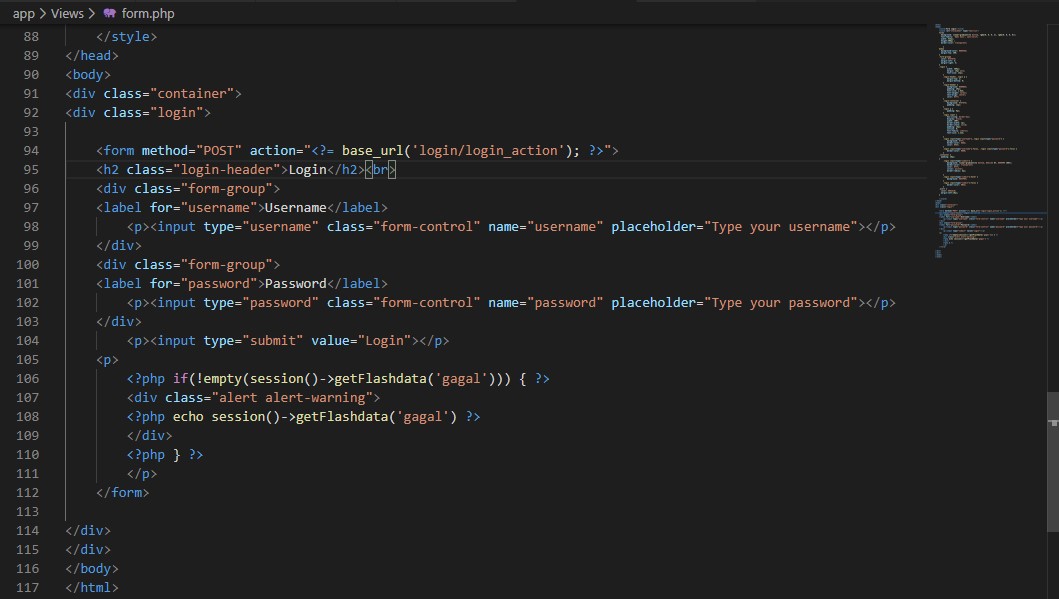 app > Views > form.php
88 </style>
89 </head>
90 <body>
91 <div class="container">
92 <div class="login">
93
94 <form method="POST" action="<?= base_url('login/login_action'); ?>">
95 <h2 class="login-header">Login</h2><br>
96 <div class="form-group">
97 <label for="username">Username</label>
98 <p><input type="username" class="form-control" name="username" placeholder="Type your username"></p>
99 </div>
100 <div class="form-group">
101 <label for="password">Password</label>
102 <p><input type="password" class="form-control" name="password" placeholder="Type your password"></p>
103 </div>
104 <p><input type="submit" value="Login"></p>
105 <p>
106 <?php if(!empty(session()->getFlashdata('gagal'))) { ?>
107 <div class="alert alert-warning">
108 <?php echo session()->getFlashdata('gagal') ?>
109 </div>
110 <?php } ?>
111 </p>
112 </form>
113
114 </div>
115 </div>
116 </body>
117 </html>